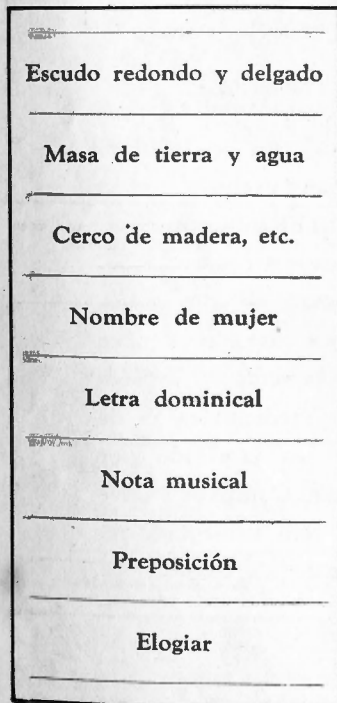 Escudo redondo y delgado
Masa de tierra y agua
Cerco de madera, etc.
Nombre de mujer
Letra dominical
Nota musical
Preposición
Elogiar